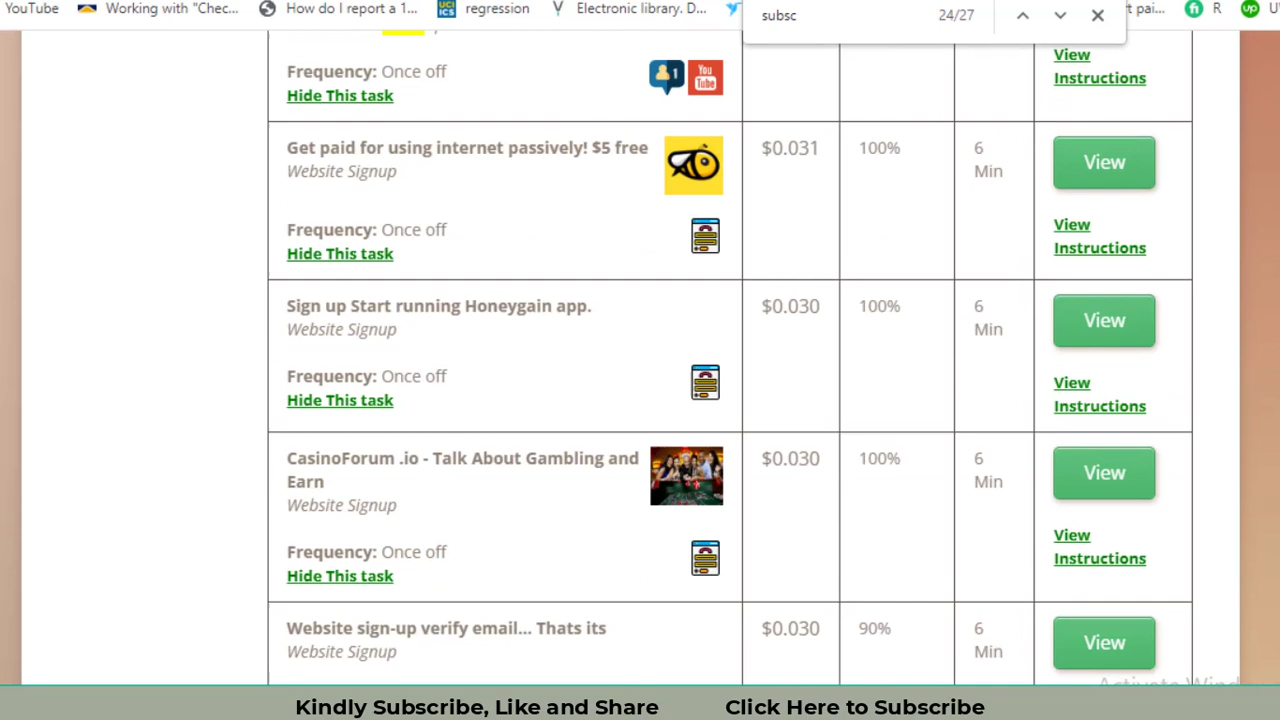 YouTube Working with "Chec... How do I report a 1... regression Electronic library. D... rt pai... R
subsc 24/27
Frequency: Once off
Hide This task
View Instructions
Get paid for using internet passively! $5 free $0.031 100% 6 Min View
Website Signup
Frequency: Once off
Hide This task
View Instructions
Sign up Start running Honeygain app. $0.030 100% 6 Min View
Website Signup
Frequency: Once off
Hide This task
View Instructions
CasinoForum .io - Talk About Gambling and $0.030 100% 6 Min View
Earn
Website Signup
Frequency: Once off
Hide This task
View Instructions
Website sign-up verify email... Thats its $0.030 90% 6 Min View
Website Signup
Kindly Subscribe, Like and Share Click Here to Subscribe